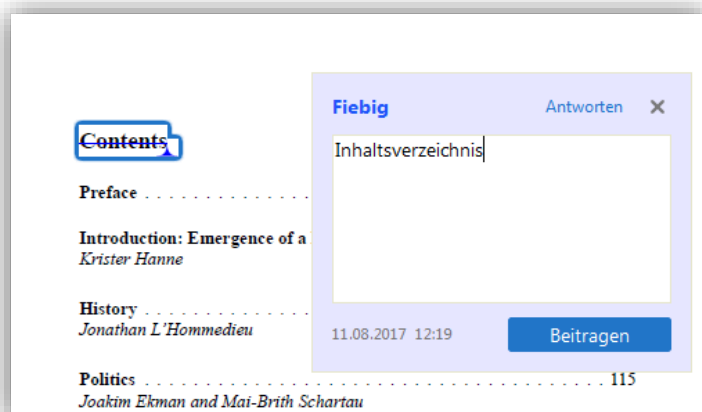 Contents
Fiebig Antworten
Inhaltsverzeichnis
11.08.2017 12:19
Beitragen
Preface . . . . . . . . . . . . . .
Introduction: Emergence of a
Krister Hanne
History . . . . . . . . . . . . . .
Jonathan L'Hommedieu
Politics . . . . . . . . . . . . . . . . . . . . . . . . . . . . . . . . . . . . . . . 115
Joakim Ekman and Mai-Brith Schartau